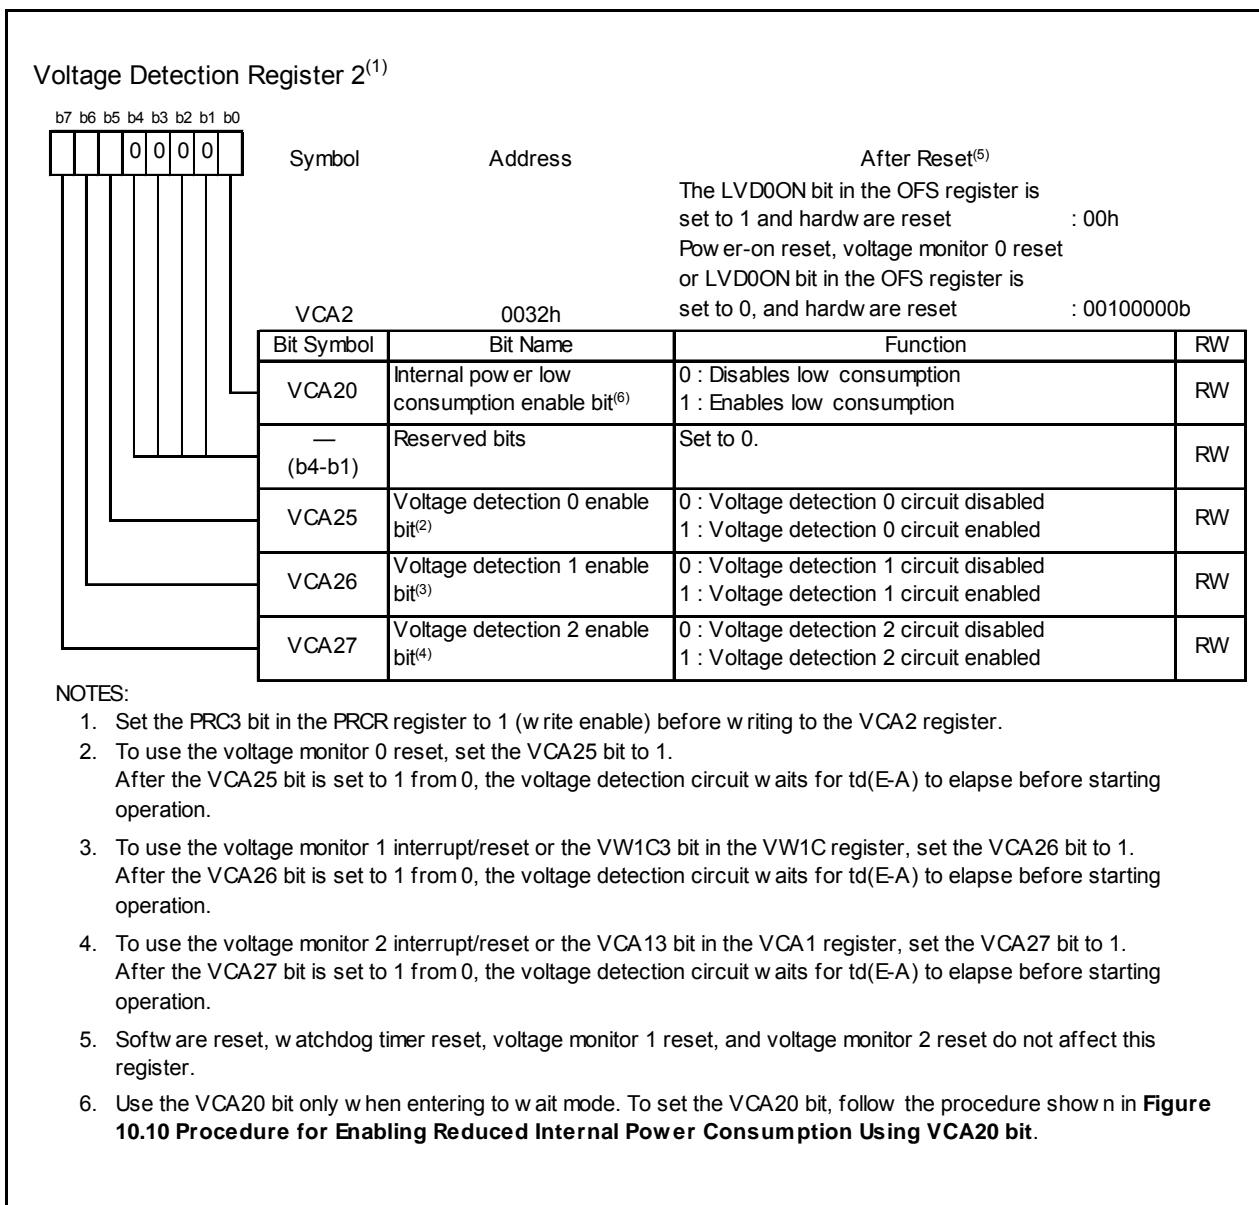 Voltage Detection Register 2(1)
b7 b6 b5 b4 b3 b2 b1 b0
0 0 0 0
Symbol Address After Reset(5)
The LVD0ON bit in the OFS register is
set to 1 and hardware reset : 00h
Power-on reset, voltage monitor 0 reset
or LVD0ON bit in the OFS register is
VCA2 0032h set to 0, and hardware reset : 00100000b
Bit Symbol Bit Name Function RW
VCA20 Internal power low consumption enable bit(6) 0 : Disables low consumption
1 : Enables low consumption RW
— (b4-b1) Reserved bits Set to 0. RW
VCA25 Voltage detection 0 enable bit(2) 0 : Voltage detection 0 circuit disabled
1 : Voltage detection 0 circuit enabled RW
VCA26 Voltage detection 1 enable bit(3) 0 : Voltage detection 1 circuit disabled
1 : Voltage detection 1 circuit enabled RW
VCA27 Voltage detection 2 enable bit(4) 0 : Voltage detection 2 circuit disabled
1 : Voltage detection 2 circuit enabled RW
NOTES:
1. Set the PRC3 bit in the PRCR register to 1 (write enable) before writing to the VCA2 register.
2. To use the voltage monitor 0 reset, set the VCA25 bit to 1.
After the VCA25 bit is set to 1 from 0, the voltage detection circuit waits for td(E-A) to elapse before starting
operation.
3. To use the voltage monitor 1 interrupt/reset or the VW1C3 bit in the VW1C register, set the VCA26 bit to 1.
After the VCA26 bit is set to 1 from 0, the voltage detection circuit waits for td(E-A) to elapse before starting
operation.
4. To use the voltage monitor 2 interrupt/reset or the VCA13 bit in the VCA1 register, set the VCA27 bit to 1.
After the VCA27 bit is set to 1 from 0, the voltage detection circuit waits for td(E-A) to elapse before starting
operation.
5. Software reset, watchdog timer reset, voltage monitor 1 reset, and voltage monitor 2 reset do not affect this
register.
6. Use the VCA20 bit only when entering to wait mode. To set the VCA20 bit, follow the procedure shown in Figure
10.10 Procedure for Enabling Reduced Internal Power Consumption Using VCA20 bit.